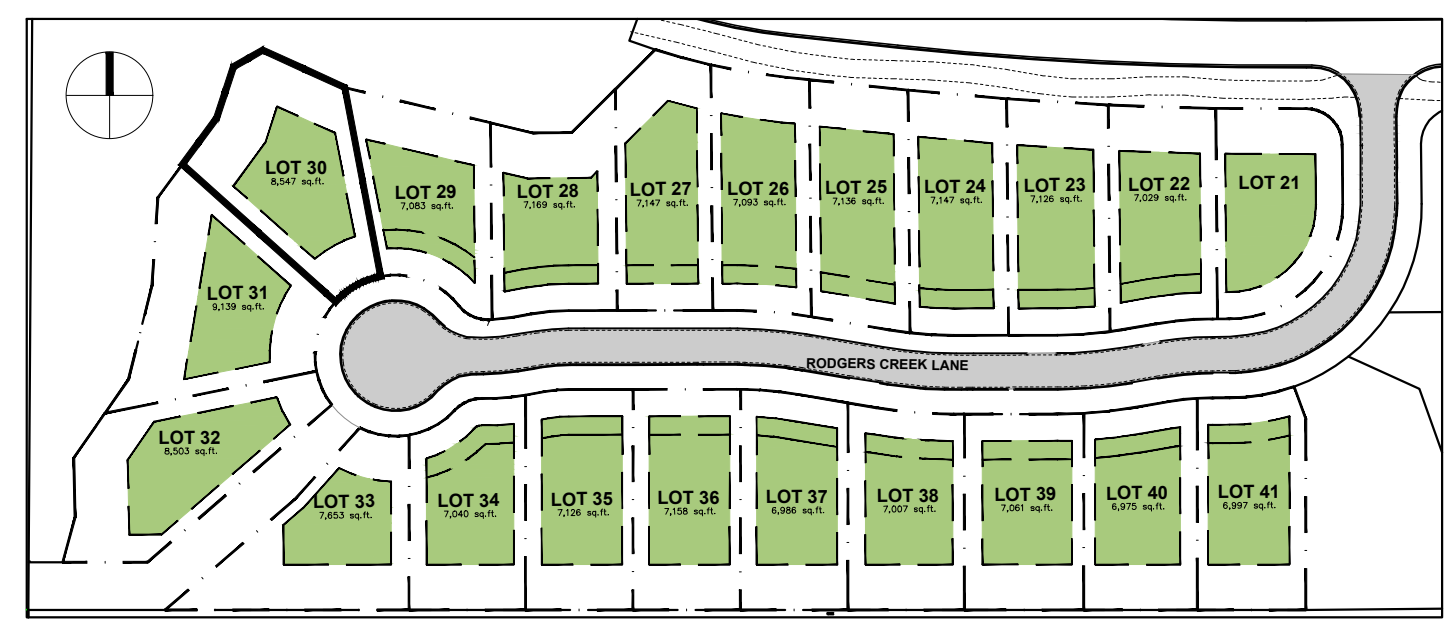 LOT 30
8,547 sq.ft.
LOT 29
7,083 sq.ft.
LOT 28
7,169 sq.ft.
LOT 27
7,147 sq.ft.
LOT 26
7,093 sq.ft.
LOT 25
7,136 sq.ft.
LOT 24
7,147 sq.ft.
LOT 23
7,126 sq.ft.
LOT 22
7,029 sq.ft.
LOT 21
LOT 31
9,139 sq.ft.
RODGERS CREEK LANE
LOT 32
8,503 sq.ft.
LOT 33
7,653 sq.ft.
LOT 34
7,040 sq.ft.
LOT 35
7,126 sq.ft.
LOT 36
7,158 sq.ft.
LOT 37
6,986 sq.ft.
LOT 38
7,007 sq.ft.
LOT 39
7,061 sq.ft.
LOT 40
6,975 sq.ft.
LOT 41
6,997 sq.ft.